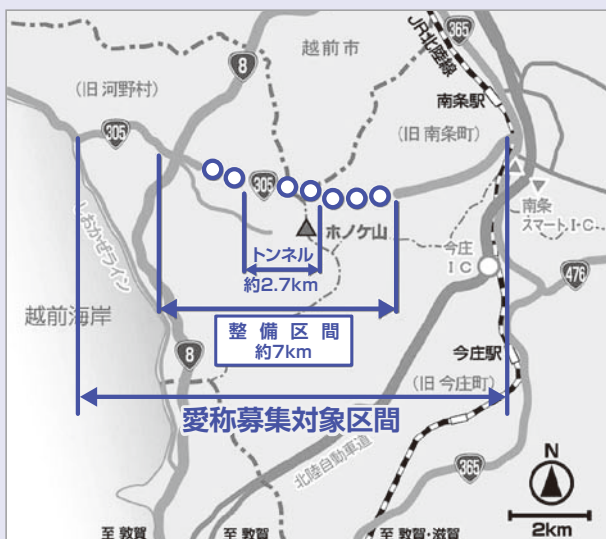 365
JR北陸線
越前市
8
南条駅
（旧 河野村）
（旧 南条町）
305
305
しおかぜライン
ホノケ山
南条
スマートI・C
トンネル
約2.7km
今庄
I C
476
越前海岸
整備区間
約7km
8
今庄駅
（旧 今庄町）
愛称募集対象区間
北陸自動車道
365
N
2km
至 敦賀
至 敦賀
至 敦賀・滋賀